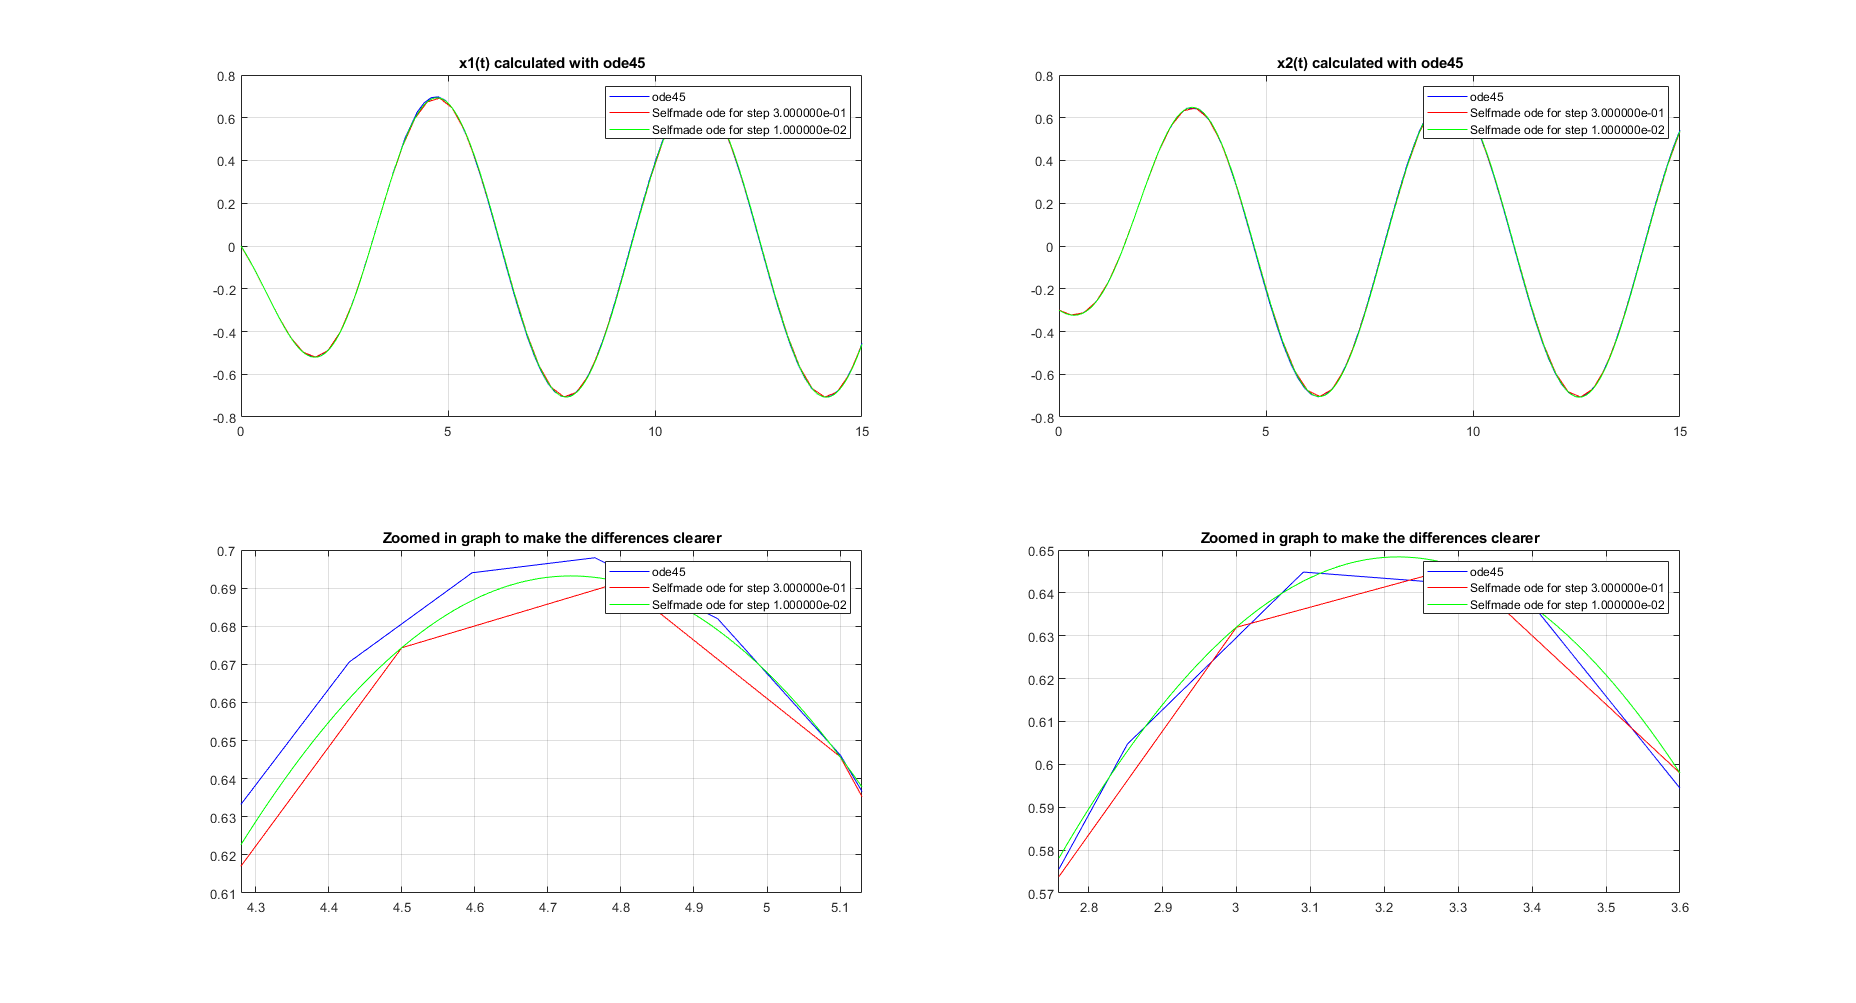 x1(t) calculated with ode45
0.8
0.6
0.4
0.2
0
-0.2
-0.4
-0.6
-0.8
0 5 10 15
ode45
Selfmade ode for step 3.000000e-01
Selfmade ode for step 1.000000e-02
x2(t) calculated with ode45
0.8
0.6
0.4
0.2
0
-0.2
-0.4
-0.6
-0.8
0 5 10 15
ode45
Selfmade ode for step 3.000000e-01
Selfmade ode for step 1.000000e-02
Zoomed in graph to make the differences clearer
0.7
0.69
0.68
0.67
0.66
0.65
0.64
0.63
0.62
0.61
4.3 4.4 4.5 4.6 4.7 4.8 4.9 5 5.1
ode45
Selfmade ode for step 3.000000e-01
Selfmade ode for step 1.000000e-02
Zoomed in graph to make the differences clearer
0.65
0.64
0.63
0.62
0.61
0.6
0.59
0.58
0.57
2.8 2.9 3 3.1 3.2 3.3 3.4 3.5 3.6
ode45
Selfmade ode for step 3.000000e-01
Selfmade ode for step 1.000000e-02